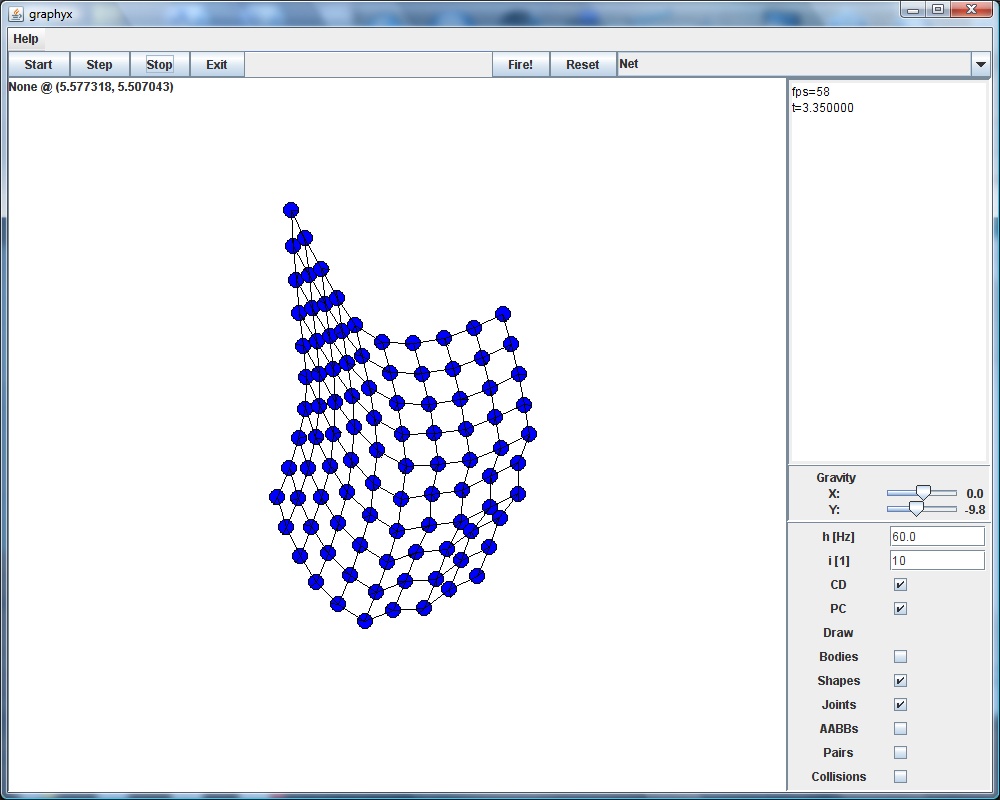 graphyx
Help
Start Step Stop Exit Fire! Reset Net
None @ (5.577318, 5.507043)
fps=58
t=3.350000
Gravity
X: 0.0
Y: -9.8
h [Hz] 60.0
i [1] 10
CD
PC
Draw
Bodies
Shapes
Joints
AABBs
Pairs
Collisions